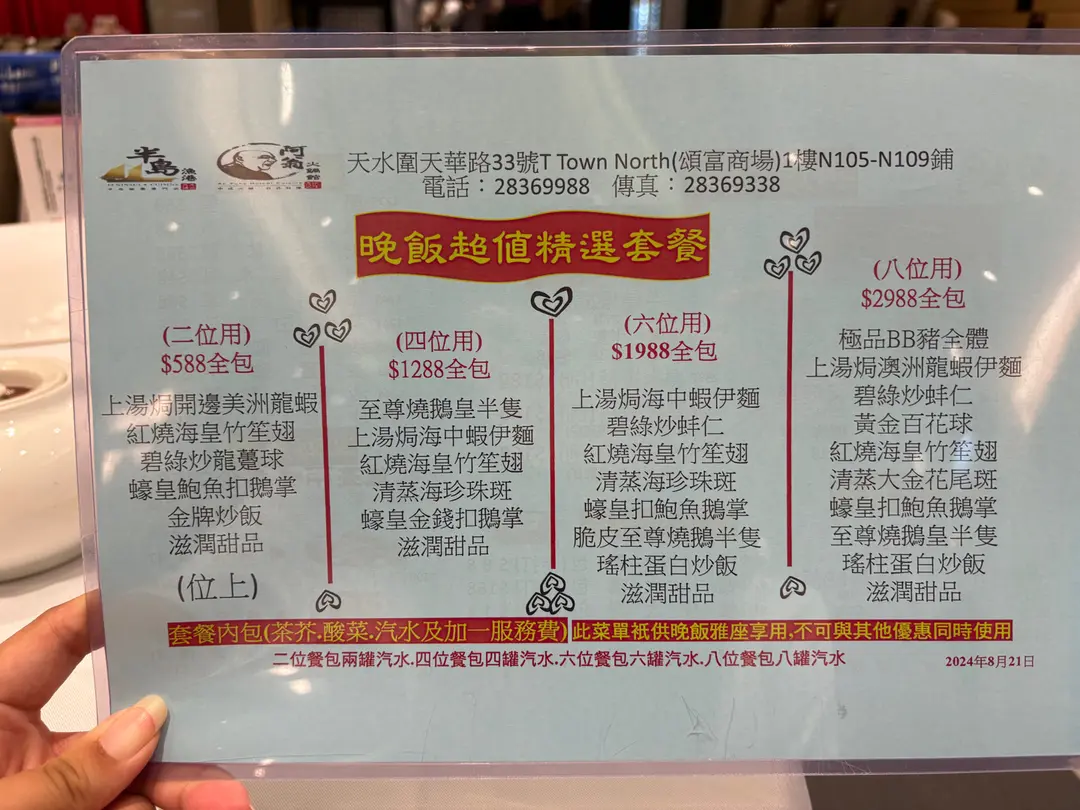 半島
漁港
阿翁
火鍋館
天水圍天華路33號T Town North(頌富商場)1樓N105-N109鋪
電話：28369988 傳真：28369338
晚飯超值精選套餐
(二位用)
$588全包
上湯焗開邊美洲龍蝦
紅燒海皇竹笙翅
碧綠炒龍躉球
蠔皇鮑魚扣鵝掌
金牌炒飯
滋潤甜品
(位上)
(四位用)
$1288全包
至尊燒鵝皇半隻
上湯焗海中蝦伊麵
紅燒海皇竹笙翅
清蒸海珍珠斑
蠔皇金錢扣鵝掌
滋潤甜品
(六位用)
$1988全包
上湯焗海中蝦伊麵
碧綠炒蚌仁
紅燒海皇竹笙翅
清蒸海珍珠斑
蠔皇扣鮑魚鵝掌
脆皮至尊燒鵝半隻
瑤柱蛋白炒飯
滋潤甜品
(八位用)
$2988全包
極品BB豬全體
上湯焗澳洲龍蝦伊麵
碧綠炒蚌仁
黃金百花球
紅燒海皇竹笙翅
清蒸大金花尾斑
蠔皇扣鮑魚鵝掌
至尊燒鵝皇半隻
瑤柱蛋白炒飯
滋潤甜品
套餐內包(茶芥.酸菜.汽水及加一服務費) 此菜單衹供晚飯雅座享用,不可與其他優惠同時使用
二位餐包兩罐汽水.四位餐包四罐汽水.六位餐包六罐汽水.八位餐包八罐汽水
2024年8月21日